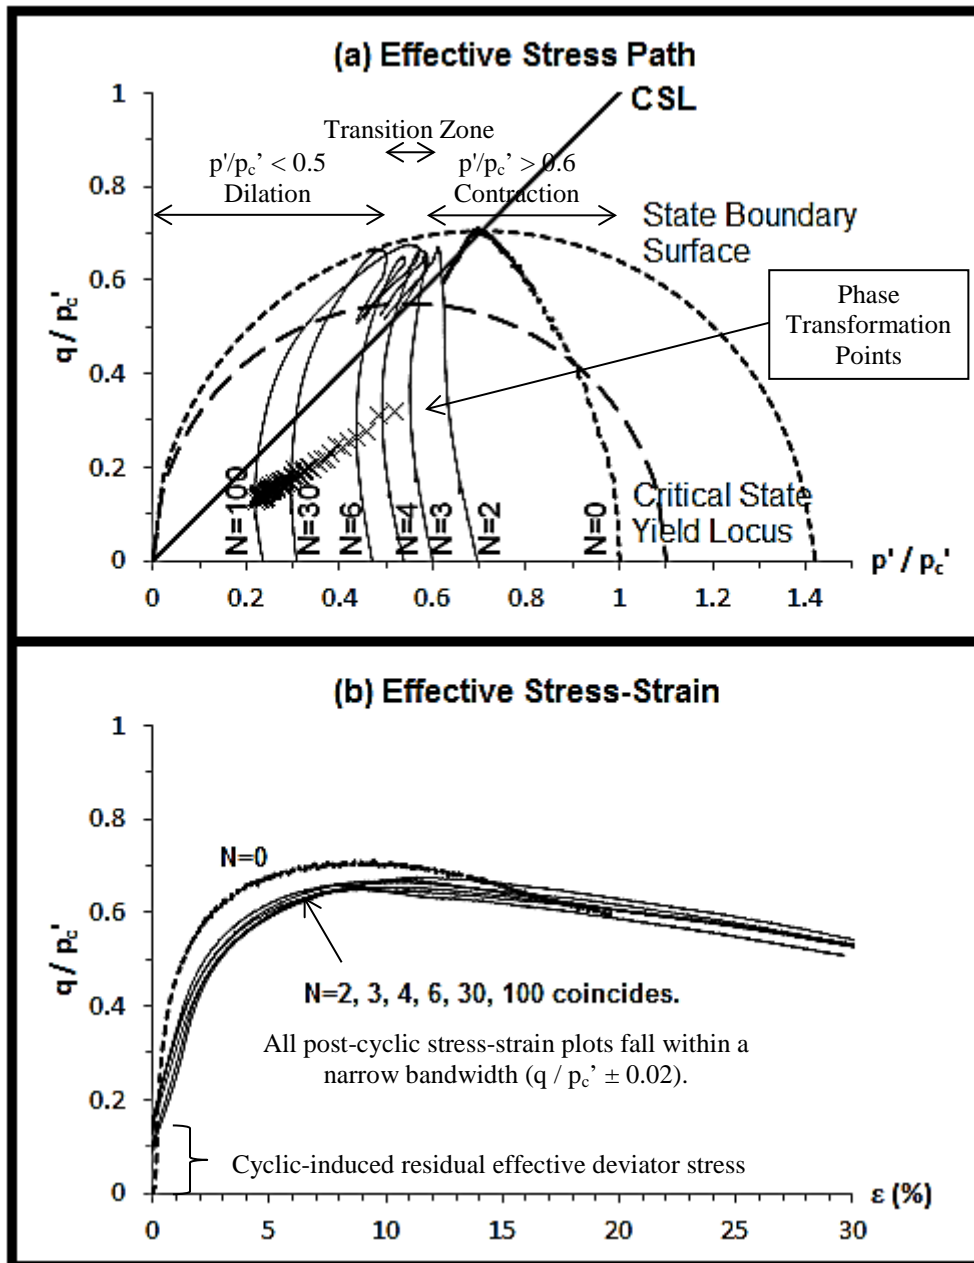 (a) Effective Stress Path
1
CSL
Transition Zone
p'/pc’ < 0.5
p'/pc’ > 0.6
0.8
Dilation
Contraction
State Boundary
Surface
0.6
Phase
Transformation
Points
q / pc'
0.4
0.2
N=100
N=30
N=6
N=4
N=3
N=2
N=0
Critical State
Yield Locus
0
p' / pc'
0 0.2 0.4 0.6 0.8 1 1.2 1.4
(b) Effective Stress-Strain
1
0.8
N=0
0.6
q / pc'
N=2, 3, 4, 6, 30, 100 coincides.
0.4
All post-cyclic stress-strain plots fall within a
narrow bandwidth (q / pc’ ± 0.02).
0.2
Cyclic-induced residual effective deviator stress
0
ε (%)
0 5 10 15 20 25 30